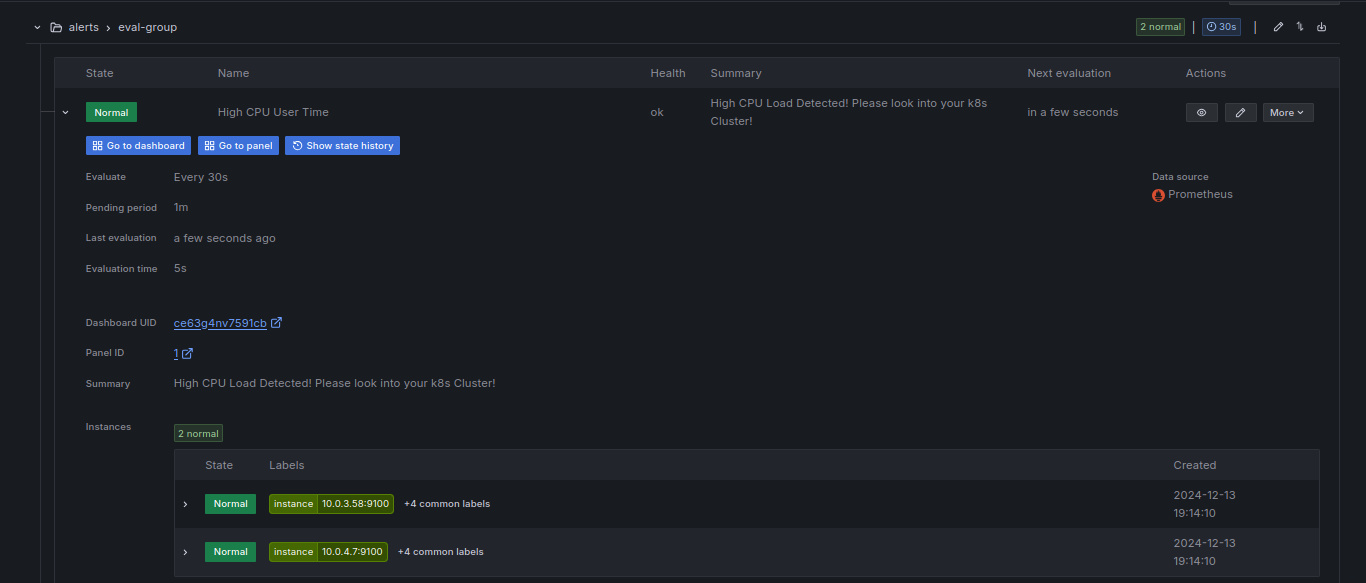 alerts › eval-group 2 normal | 30s |
State Name Health Summary Next evaluation Actions
Normal High CPU User Time ok High CPU Load Detected! Please look into your k8s Cluster! in a few seconds More
Go to dashboard Go to panel Show state history
Evaluate Every 30s
Data source
Prometheus
Pending period 1m
Last evaluation a few seconds ago
Evaluation time 5s
Dashboard UID ce63g4nv7591cb
Panel ID 1
Summary High CPU Load Detected! Please look into your k8s Cluster!
Instances 2 normal
State Labels Created
Normal instance 10.0.3.58:9100 +4 common labels 2024-12-13 19:14:10
Normal instance 10.0.4.7:9100 +4 common labels 2024-12-13 19:14:10